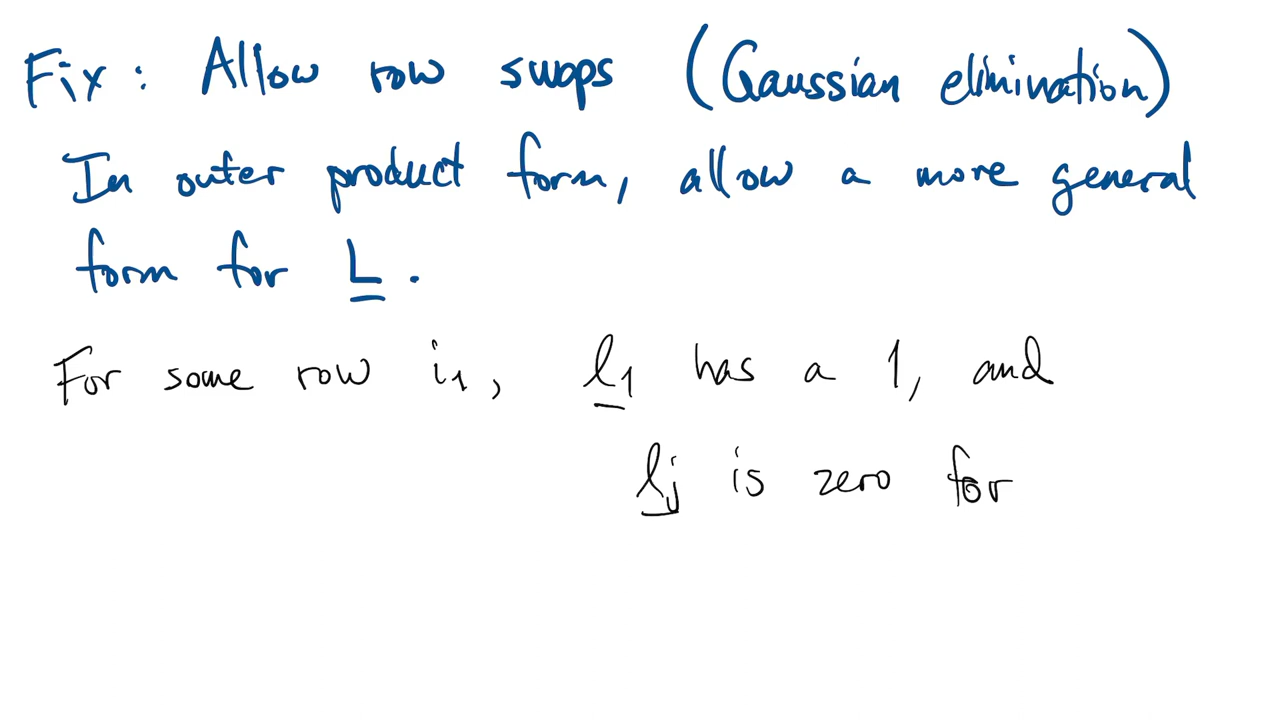 Fix: Allow row swaps (Gaussian elimination)
In outer product form, allow a more general
form for L.
For some row i₁, l₁ has a 1, and
lⱼ is zero for